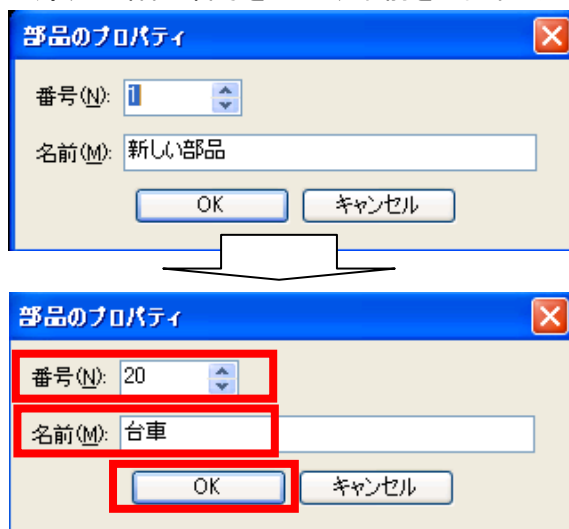 部品のプロパティ
番号(N): 1
名前(M): 新しい部品
OK キャンセル
部品のプロパティ
番号(N): 20
名前(M): 台車
OK キャンセル